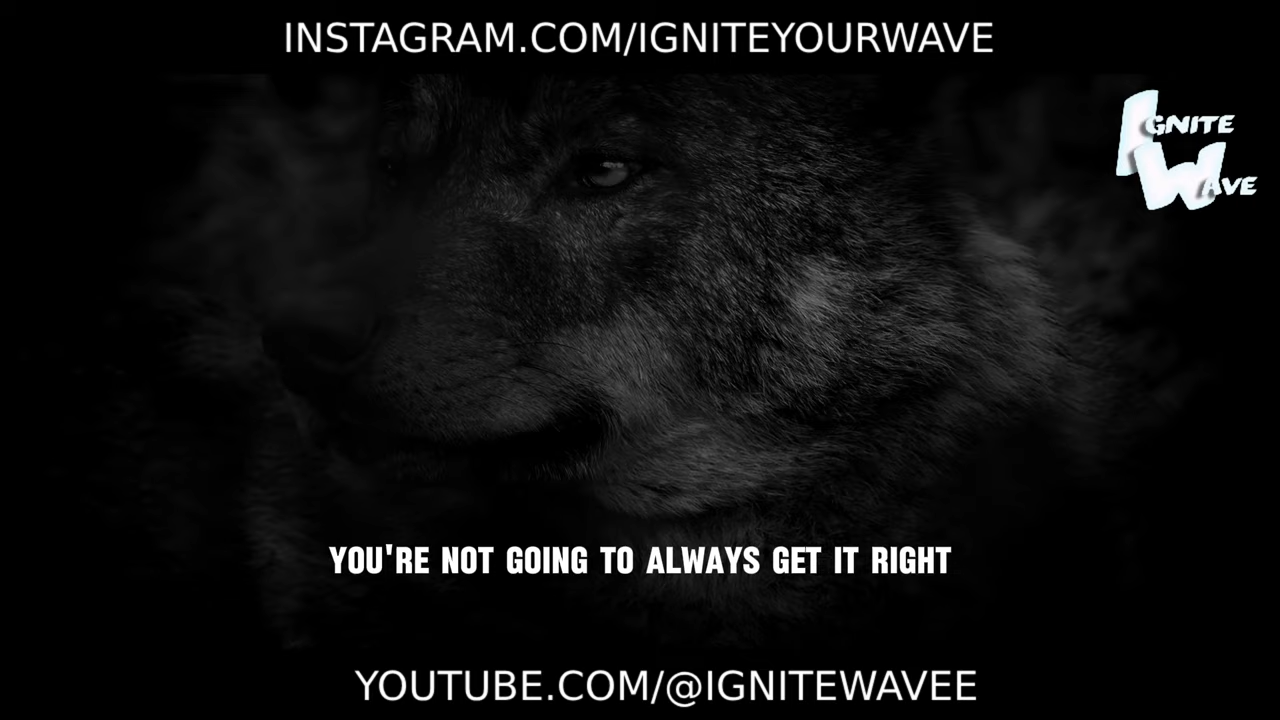 INSTAGRAM.COM/IGNITEYOURWAVE
IGNITE
WAVE
YOU'RE NOT GOING TO ALWAYS GET IT RIGHT
YOUTUBE.COM/@IGNITEWAVEE